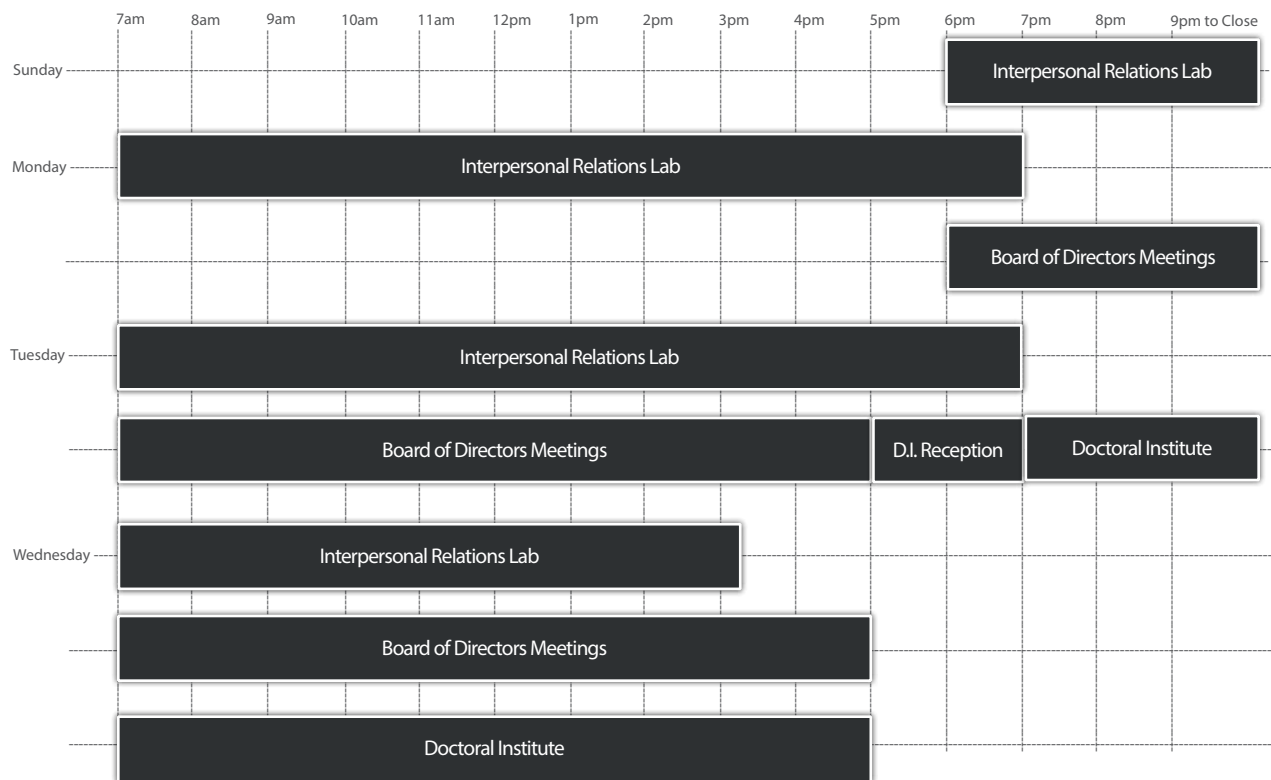 7am 8am 9am 10am 11am 12pm 1pm 2pm 3pm 4pm 5pm 6pm 7pm 8pm 9pm to Close
Sunday Interpersonal Relations Lab
Monday Interpersonal Relations Lab
Board of Directors Meetings
Tuesday Interpersonal Relations Lab
Board of Directors Meetings D.I. Reception Doctoral Institute
Wednesday Interpersonal Relations Lab
Board of Directors Meetings
Doctoral Institute